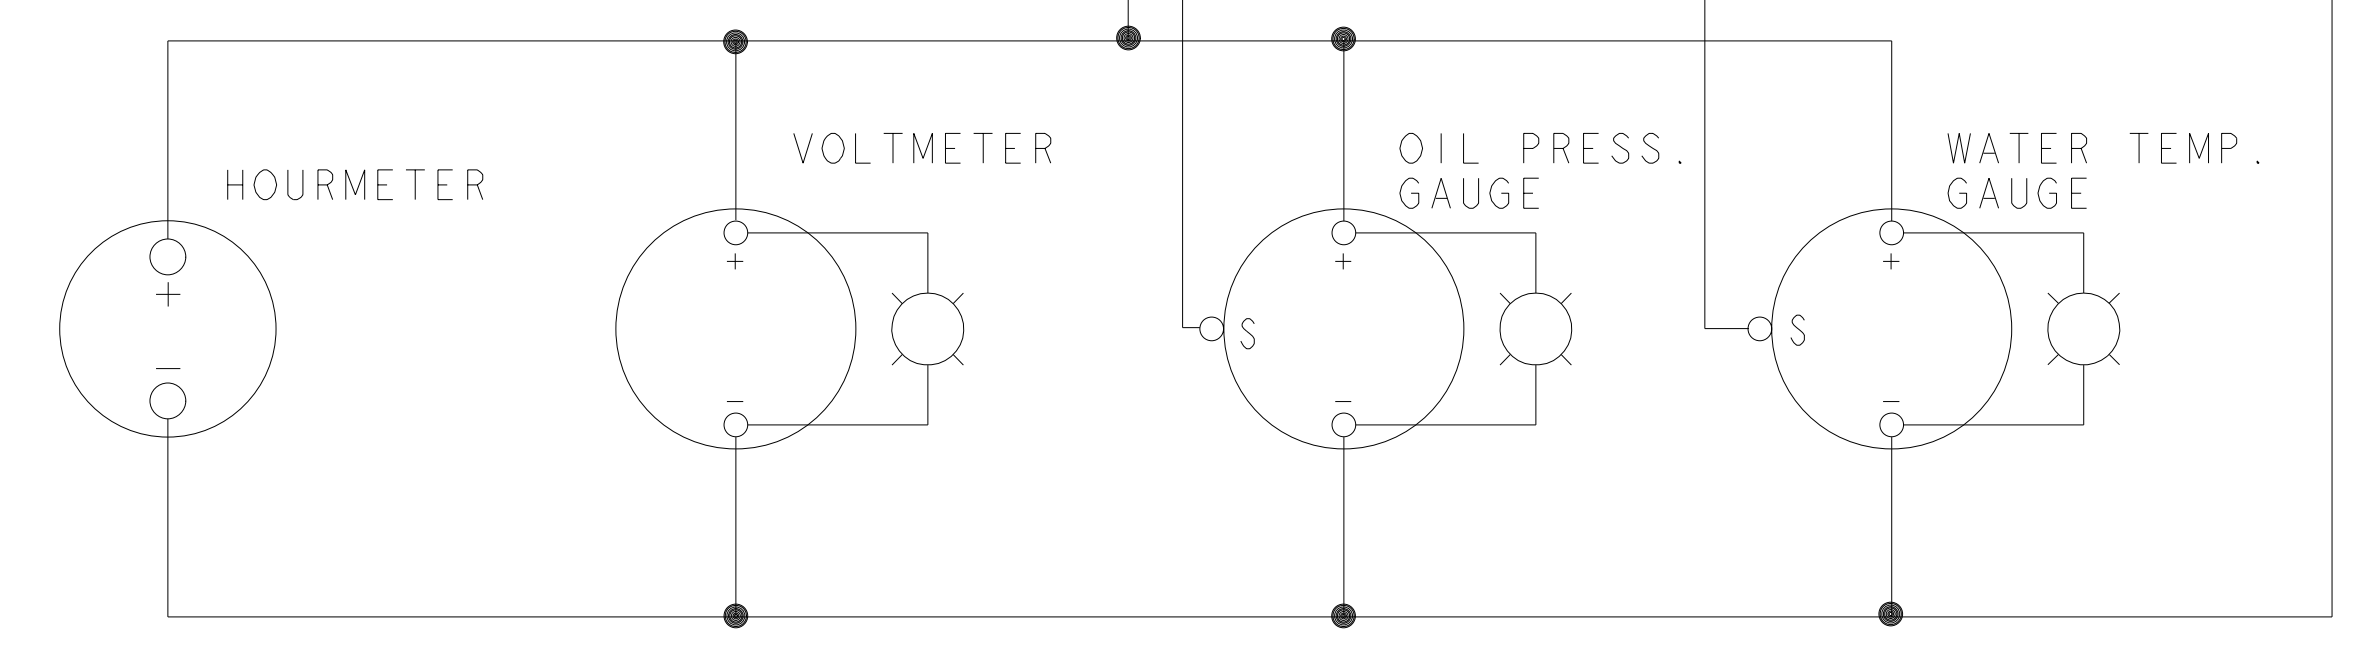 VOLTMETER
OIL PRESS.
GAUGE
WATER TEMP.
GAUGE
HOURMETER
+
−
+
−
S
+
−
S
+
−